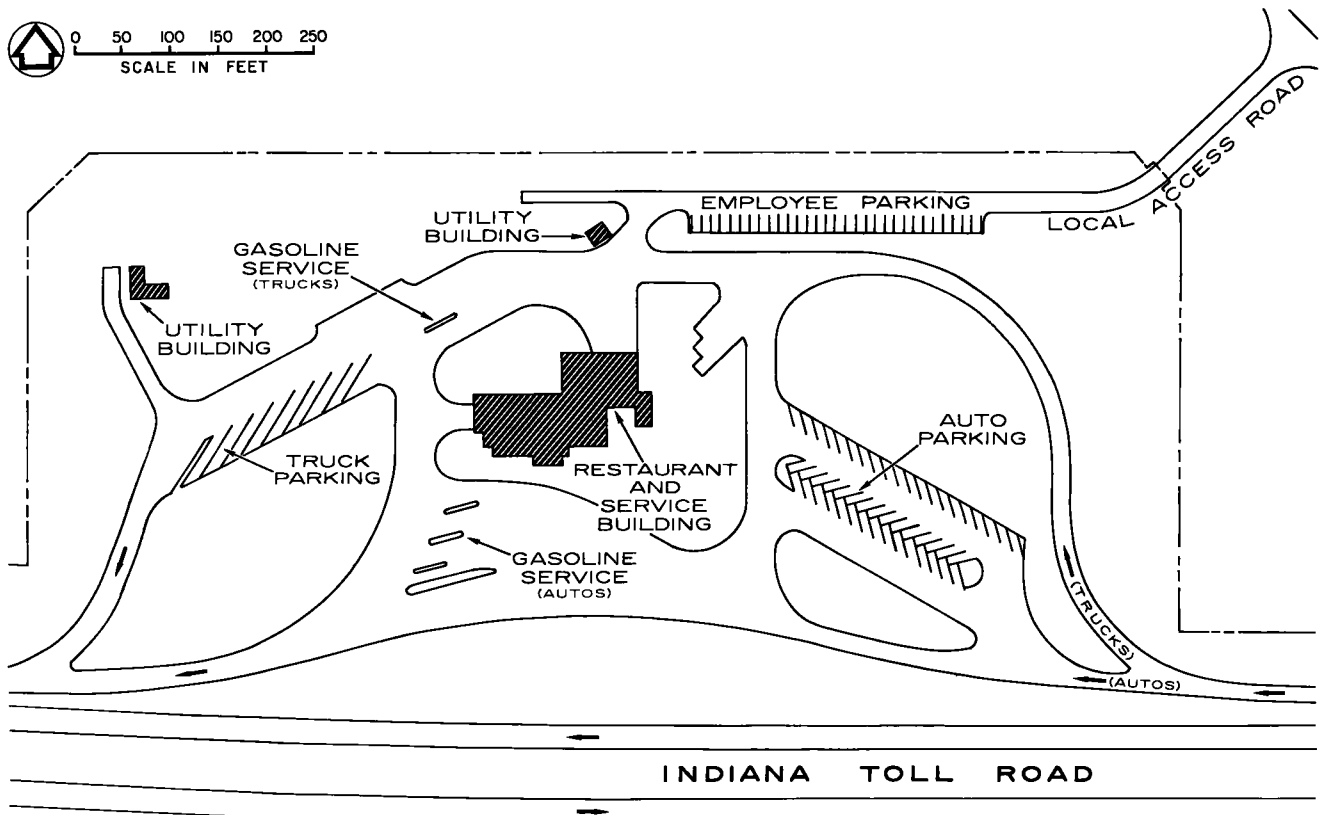 0 50 100 150 200 250
SCALE IN FEET
LOCAL ACCESS ROAD
EMPLOYEE PARKING
UTILITY
BUILDING
GASOLINE
SERVICE
(TRUCKS)
UTILITY
BUILDING
AUTO
PARKING
TRUCK
PARKING
RESTAURANT
AND
SERVICE
BUILDING
GASOLINE
SERVICE
(AUTOS)
(TRUCKS)
(AUTOS)
INDIANA TOLL ROAD